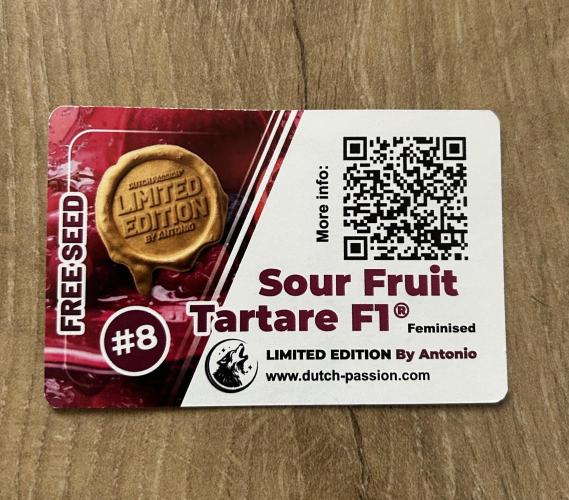 FREE SEED
DUTCH PASSION®
LIMITED
EDITION
BY ANTONIO
#8
More info:
Sour Fruit
Tartare F1®
Feminised
LIMITED EDITION By Antonio
www.dutch-passion.com